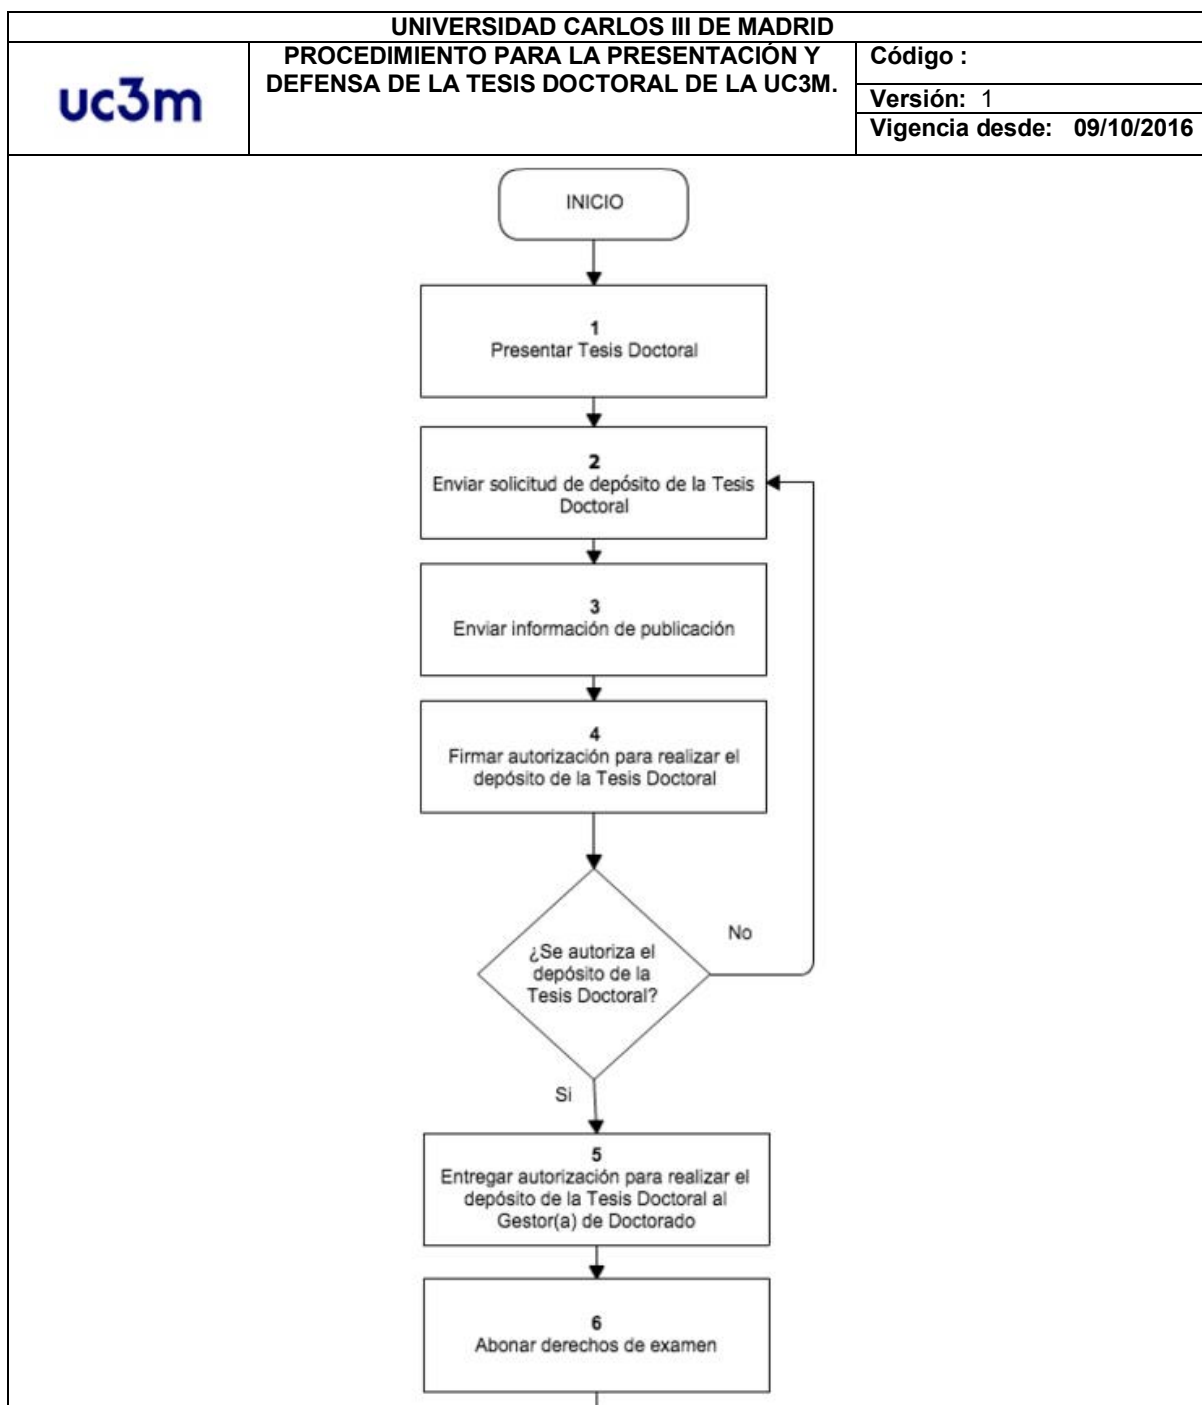 UNIVERSIDAD CARLOS III DE MADRID
uc3m
PROCEDIMIENTO PARA LA PRESENTACIÓN Y
DEFENSA DE LA TESIS DOCTORAL DE LA UC3M.
Código :
Versión: 1
Vigencia desde: 09/10/2016
INICIO
1
Presentar Tesis Doctoral
2
Enviar solicitud de depósito de la Tesis
Doctoral
3
Enviar información de publicación
4
Firmar autorización para realizar el
depósito de la Tesis Doctoral
¿Se autoriza el
depósito de la
Tesis Doctoral?
No
Si
5
Entregar autorización para realizar el
depósito de la Tesis Doctoral al
Gestor(a) de Doctorado
6
Abonar derechos de examen